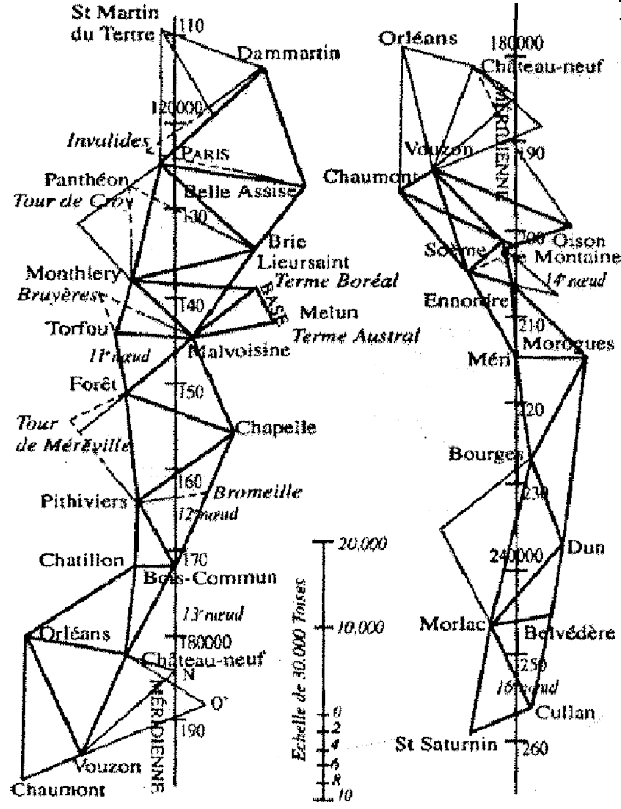 St Martin
du Tertre
110
Dammartin
120000
Invalides
PARIS
Panthéon
Tour de Croy
Belle Assise
130
Brie
Montlhéry
Lieursaint
Terme Boréal
Bruyères
140
BASE
Melun
Torfou
Terme Austral
11e nœud
Malvoisine
Forêt
150
Tour
de Méréville
Chapelle
160
Pithiviers
Bromeille
12e nœud
170
Chatillon
Bois-Commun
13e nœud
Orléans
180000
Château-neuf
N
MÉRIDIENNE
O
190
Vouzon
Chaumont
Echelle de 30.000 Toises
20,000
10,000
0
2
4
6
8
10
Orléans
180000
Château-neuf
MÉRIDIENNE
190
Vouzon
Chaumont
200
Oison
Soême
Ste Montaine
14e nœud
Ennordre
210
Morogues
Méri
220
Bourges
230
Dun
240000
Morlac
Belvédère
250
16e nœud
Cullan
St Saturnin
260